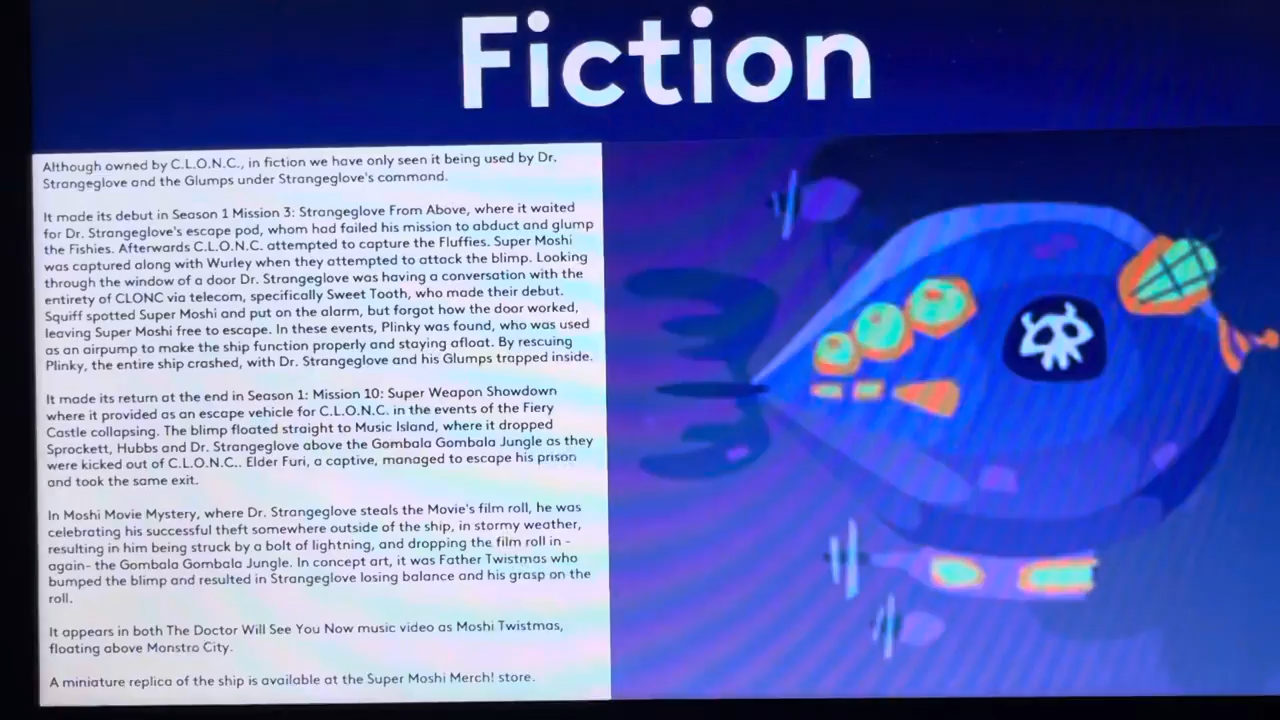 Fiction
Although owned by C.L.O.N.C., in fiction we have only seen it being used by Dr.
Strangeglove and the Glumps under Strangeglove's command.
It made its debut in Season 1 Mission 3: Strangeglove From Above, where it waited
for Dr. Strangeglove's escape pod, whom had failed his mission to abduct and glump
the Fishies. Afterwards C.L.O.N.C. attempted to capture the Fluffies. Super Moshi
was captured along with Wurley when they attempted to attack the blimp. Looking
through the window of a door Dr. Strangeglove was having a conversation with the
entirety of CLONC via telecom, specifically Sweet Tooth, who made their debut.
Squiff spotted Super Moshi and put on the alarm, but forgot how the door worked,
leaving Super Moshi free to escape. In these events, Plinky was found, who was used
as an airpump to make the ship function properly and staying afloat. By rescuing
Plinky, the entire ship crashed, with Dr. Strangeglove and his Glumps trapped inside.
It made its return at the end in Season 1: Mission 10: Super Weapon Showdown
where it provided as an escape vehicle for C.L.O.N.C. in the events of the Fiery
Castle collapsing. The blimp floated straight to Music Island, where it dropped
Sprockett, Hubbs and Dr. Strangeglove above the Gombala Gombala Jungle as they
were kicked out of C.L.O.N.C.. Elder Furi, a captive, managed to escape his prison
and took the same exit.
In Moshi Movie Mystery, where Dr. Strangeglove steals the Movie's film roll, he was
celebrating his successful theft somewhere outside of the ship, in stormy weather,
resulting in him being struck by a bolt of lightning, and dropping the film roll in -
again- the Gombala Gombala Jungle. In concept art, it was Father Twistmas who
bumped the blimp and resulted in Strangeglove losing balance and his grasp on the
roll.
It appears in both The Doctor Will See You Now music video as Moshi Twistmas,
floating above Monstro City.
A miniature replica of the ship is available at the Super Moshi Merch! store.